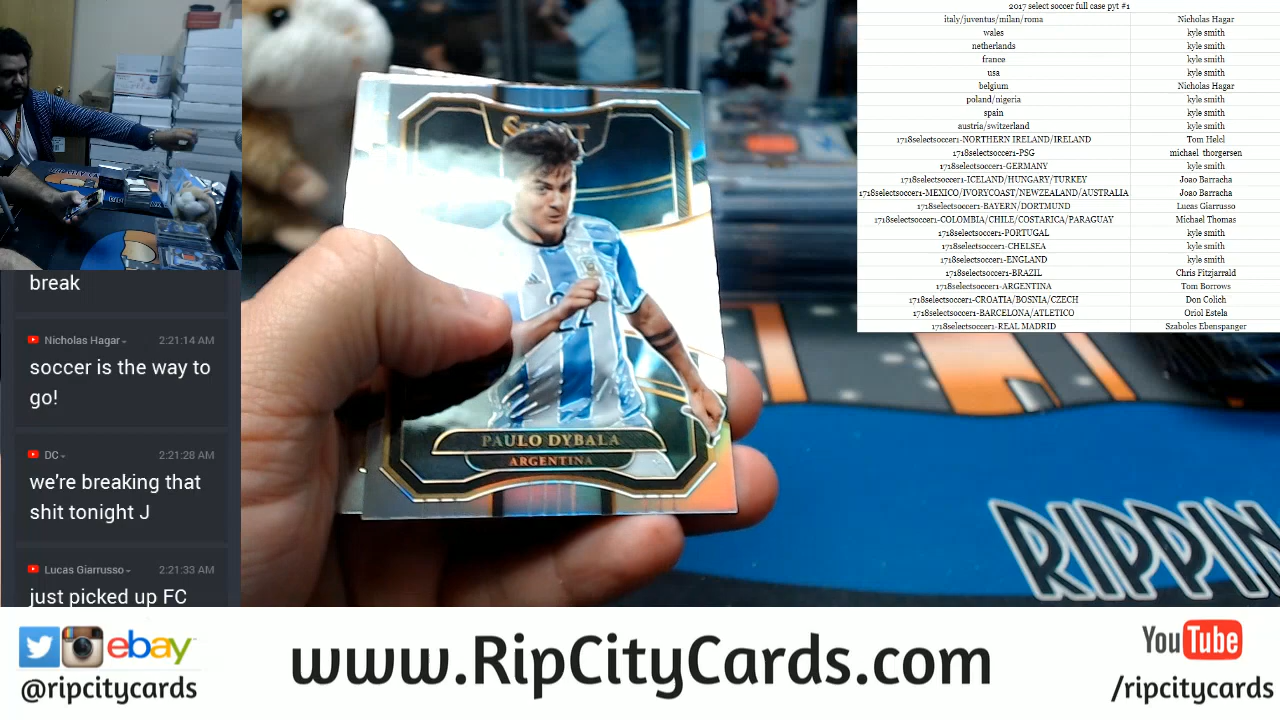 2017 select soccer full case pyt #1
italy/juventus/milan/roma Nicholas Hagar
wales kyle smith
netherlands kyle smith
france kyle smith
usa kyle smith
belgium Nicholas Hagar
poland/nigeria kyle smith
spain kyle smith
austria/switzerland kyle smith
1718selectsoccer1-NORTHERN IRELAND/IRELAND Tom Helel
1718selectsoccer1-PSG michael thorgersen
1718selectsoccer1-GERMANY kyle smith
1718selectsoccer1-ICELAND/HUNGARY/TURKEY Joao Barracha
1718selectsoccer1-MEXICO/IVORYCOAST/NEWZEALAND/AUSTRALIA Joao Barracha
1718selectsoccer1-BAYERN/DORTMUND Lucas Giarrusso
1718selectsoccer1-COLOMBIA/CHILE/COSTARICA/PARAGUAY Michael Thomas
1718selectsoccer1-PORTUGAL kyle smith
1718selectsoccer1-CHELSEA kyle smith
1718selectsoccer1-ENGLAND kyle smith
1718selectsoccer1-BRAZIL Chris Fitzjarrald
1718selectsoccer1-ARGENTINA Tom Borrows
1718selectsoccer1-CROATIA/BOSNIA/CZECH Don Colich
1718selectsoccer1-BARCELONA/ATLETICO Oriol Estela
1718selectsoccer1-REAL MADRID Szabolcs Ebenspanger
break
Nicholas Hagar 2:21:14 AM
soccer is the way to
go!
DC 2:21:28 AM
we're breaking that
shit tonight J
Lucas Giarrusso 2:21:33 AM
just picked up FC
22
PAULO DYBALA
ARGENTINA
RIPPIN
ebay
@ripcitycards
www.RipCityCards.com
YouTube
/ripcitycards